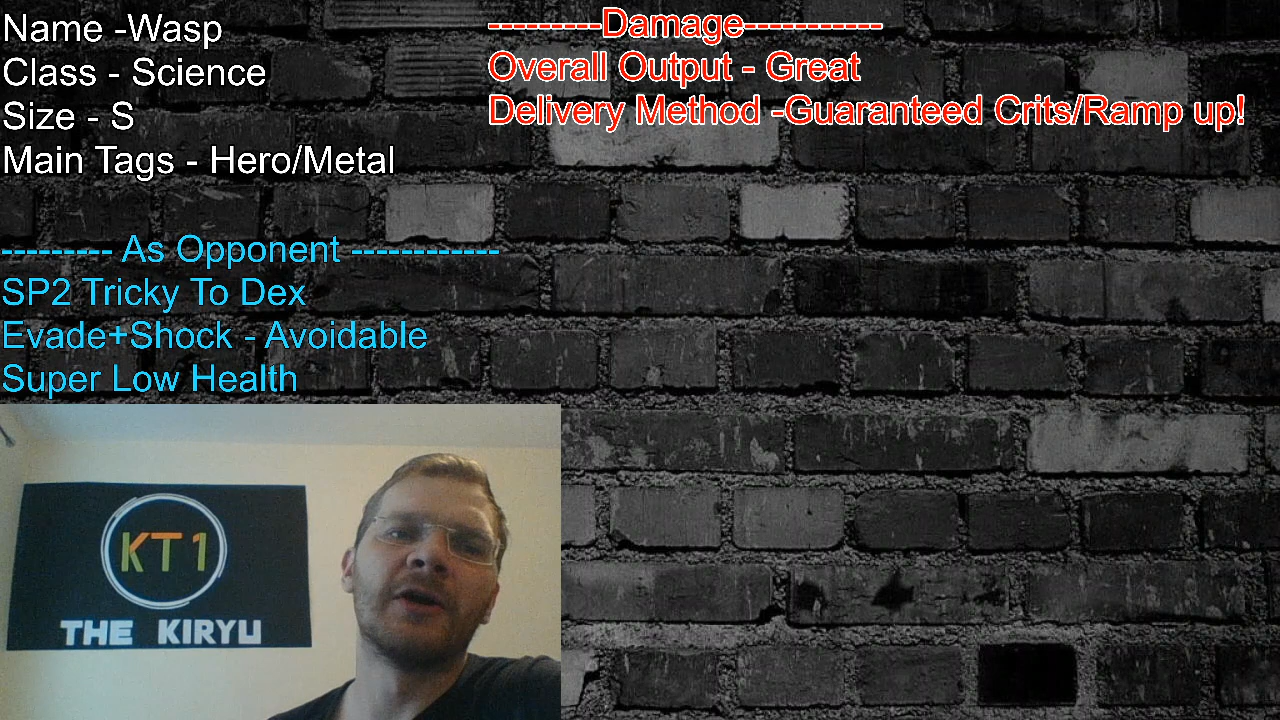 Name -Wasp
Class - Science
Size - S
Main Tags - Hero/Metal
---------Damage-----------
Overall Output - Great
Delivery Method -Guaranteed Crits/Ramp up!
--------- As Opponent ------------
SP2 Tricky To Dex
Evade+Shock - Avoidable
Super Low Health
KT1
THE KIRYU